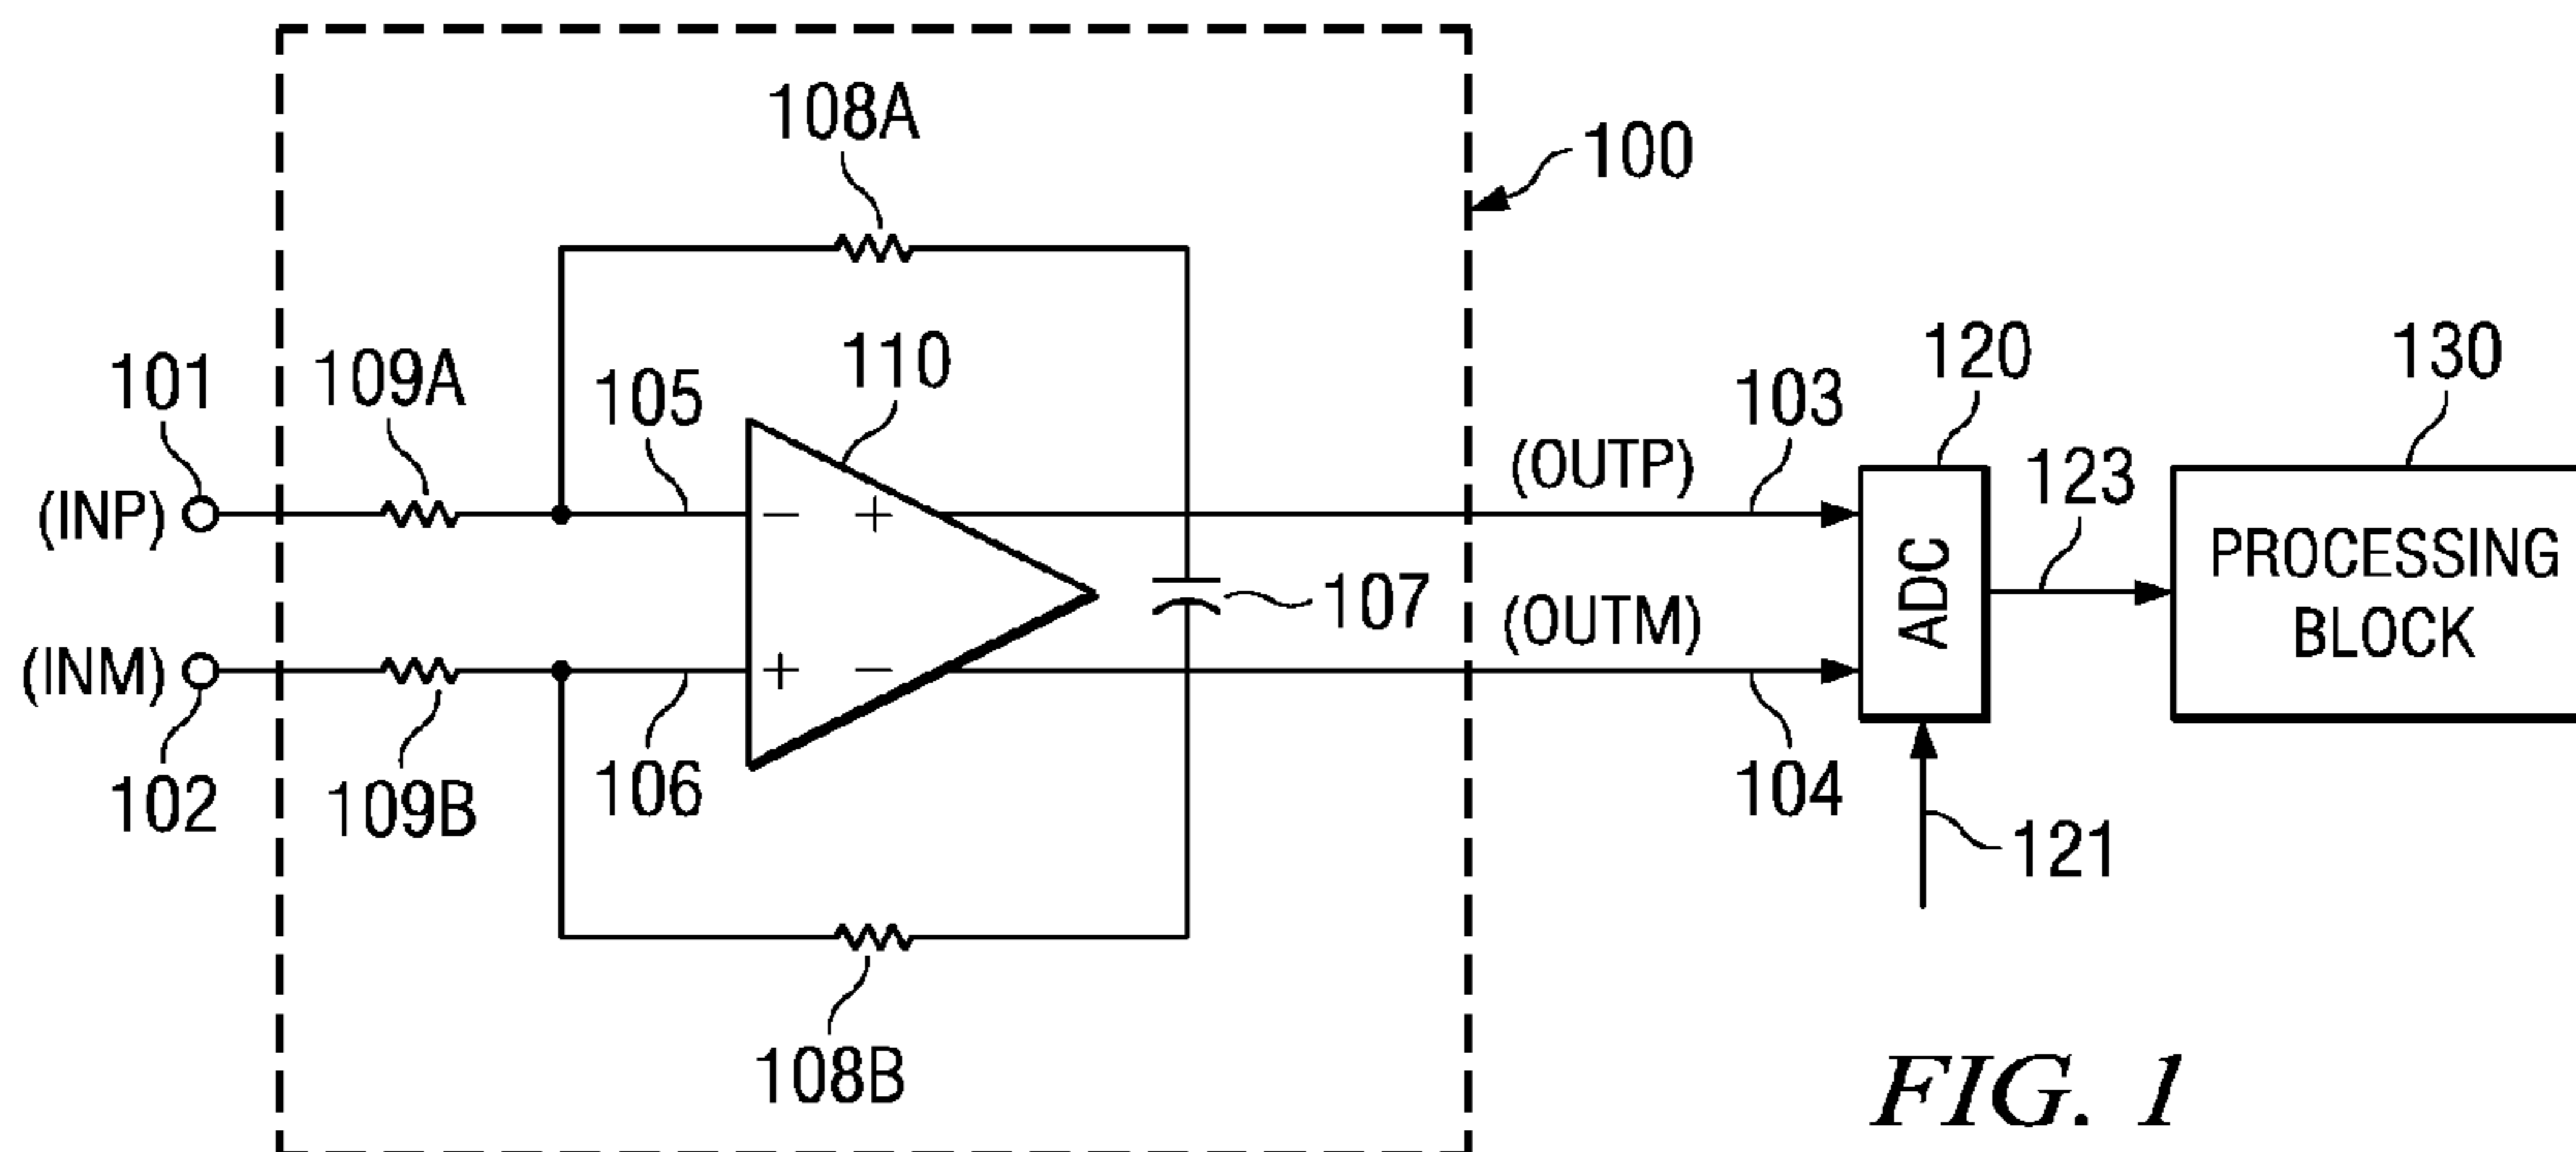 108A
100
110
120
130
101
109A
105
103
(OUTP)
123
(INP)
− +
ADC
PROCESSING
BLOCK
107
(OUTM)
(INM)
+ −
102
109B
106
104
121
108B
FIG. 1